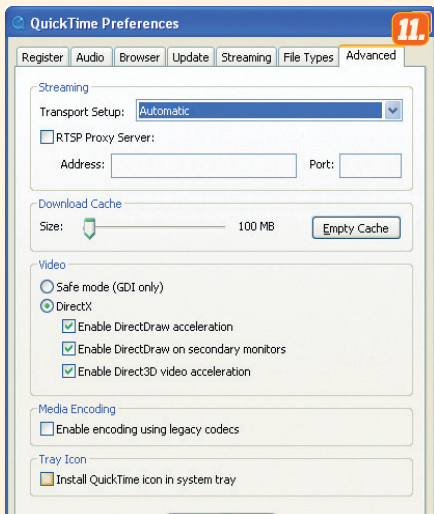 QuickTime Preferences
11.
Register Audio Browser Update Streaming File Types Advanced
Streaming
Transport Setup: Automatic
RTSP Proxy Server:
Address: Port:
Download Cache
Size: 100 MB Empty Cache
Video
Safe mode (GDI only)
DirectX
Enable DirectDraw acceleration
Enable DirectDraw on secondary monitors
Enable Direct3D video acceleration
Media Encoding
Enable encoding using legacy codecs
Tray Icon
Install QuickTime icon in system tray